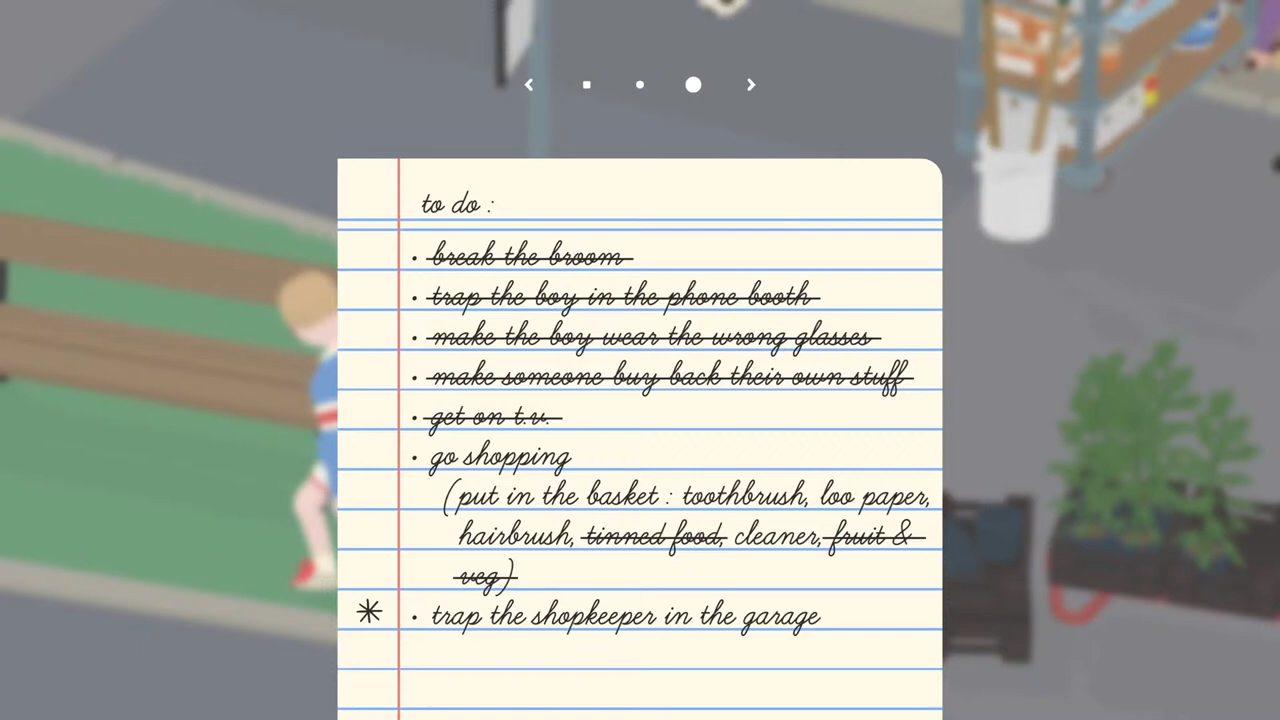 to do :
• break the broom
• trap the boy in the phone booth
• make the boy wear the wrong glasses
• make someone buy back their own stuff
• get on t.v.
• go shopping
(put in the basket : toothbrush, loo paper,
hairbrush, tinned food, cleaner, fruit &
veg)
* • trap the shopkeeper in the garage